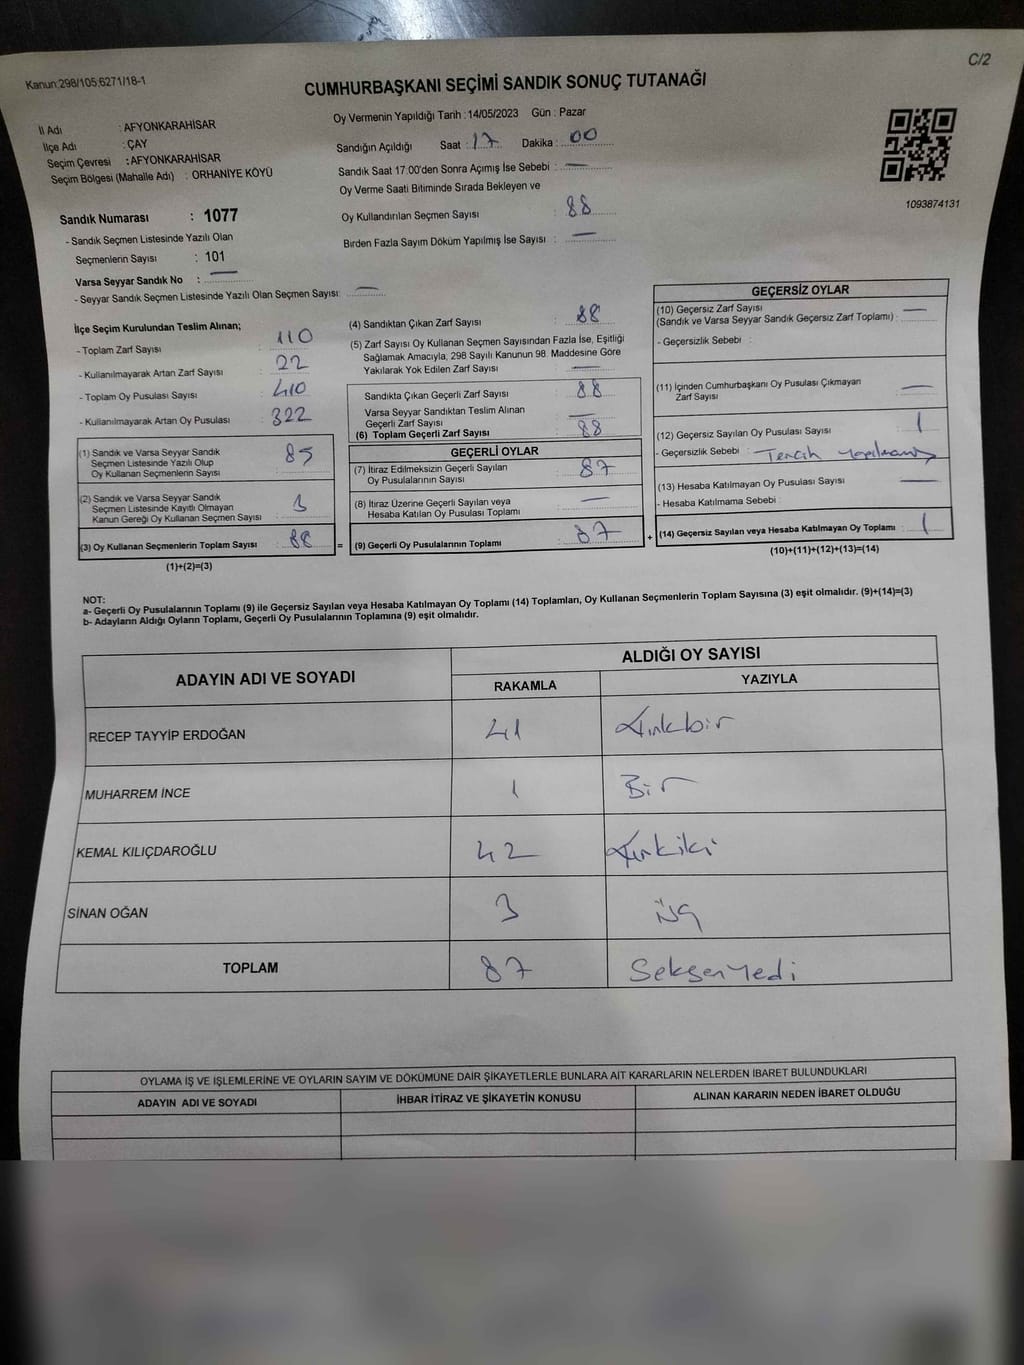 Kanun:298/105;6271/18-1
C/2
CUMHURBAŞKANI SEÇİMİ SANDIK SONUÇ TUTANAĞI
İl Adı : AFYONKARAHİSAR
İlçe Adı : ÇAY
Seçim Çevresi : AFYONKARAHİSAR
Seçim Bölgesi (Mahalle Adı) : ORHANİYE KÖYÜ
Sandık Numarası : 1077
- Sandık Seçmen Listesinde Yazılı Olan
Seçmenlerin Sayısı : 101
Varsa Seyyar Sandık No : —
- Seyyar Sandık Seçmen Listesinde Yazılı Olan Seçmen Sayısı: —
Oy Vermenin Yapıldığı Tarih :14/05/2023 Gün : Pazar
Sandığın Açıldığı Saat : 17 Dakika : 00
Sandık Saat 17:00'den Sonra Açımış İse Sebebi : —
Oy Verme Saati Bitiminde Sırada Bekleyen ve
Oy Kullandırılan Seçmen Sayısı : 88
Birden Fazla Sayım Döküm Yapılmış İse Sayısı : —
1093874131
İlçe Seçim Kurulundan Teslim Alınan;
- Toplam Zarf Sayısı : 110
- Kullanılmayarak Artan Zarf Sayısı : 22
- Toplam Oy Pusulası Sayısı : 410
- Kullanılmayarak Artan Oy Pusulası : 322
(1) Sandık ve Varsa Seyyar Sandık
Seçmen Listesinde Yazılı Olup
Oy Kullanan Seçmenlerin Sayısı : 85
(2) Sandık ve Varsa Seyyar Sandık
Seçmen Listesinde Kayıtlı Olmayan
Kanun Gereği Oy Kullanan Seçmen Sayısı : 3
(3) Oy Kullanan Seçmenlerin Toplam Sayısı : 88
(1)+(2)=(3)
=
(4) Sandıktan Çıkan Zarf Sayısı : 88
(5) Zarf Sayısı Oy Kullanan Seçmen Sayısından Fazla İse, Eşitliği
Sağlamak Amacıyla, 298 Sayılı Kanunun 98. Maddesine Göre
Yakılarak Yok Edilen Zarf Sayısı : —
Sandıkta Çıkan Geçerli Zarf Sayısı : 88
Varsa Seyyar Sandıktan Teslim Alınan
Geçerli Zarf Sayısı : —
(6) Toplam Geçerli Zarf Sayısı : 88
GEÇERLİ OYLAR
(7) İtiraz Edilmeksizin Geçerli Sayılan
Oy Pusulalarının Sayısı : 87
(8) İtiraz Üzerine Geçerli Sayılan veya
Hesaba Katılan Oy Pusulası Toplamı : —
(9) Geçerli Oy Pusulalarının Toplamı : 87
+
GEÇERSİZ OYLAR
(10) Geçersiz Zarf Sayısı
(Sandık ve Varsa Seyyar Sandık Geçersiz Zarf Toplamı) : —
- Geçersizlik Sebebi :
(11) İçinden Cumhurbaşkanı Oy Pusulası Çıkmayan
Zarf Sayısı : —
(12) Geçersiz Sayılan Oy Pusulası Sayısı : 1
- Geçersizlik Sebebi : Tercih
(13) Hesaba Katılmayan Oy Pusulası Sayısı : —
- Hesaba Katılmama Sebebi :
(14) Geçersiz Sayılan veya Hesaba Katılmayan Oy Toplamı : 1
(10)+(11)+(12)+(13)=(14)
NOT:
a- Geçerli Oy Pusulalarının Toplamı (9) ile Geçersiz Sayılan veya Hesaba Katılmayan Oy Toplamı (14) Toplamları, Oy Kullanan Seçmenlerin Toplam Sayısına (3) eşit olmalıdır. (9)+(14)=(3)
b- Adayların Aldığı Oyların Toplamı, Geçerli Oy Pusulalarının Toplamına (9) eşit olmalıdır.
ADAYIN ADI VE SOYADI ALDIĞI OY SAYISI
RAKAMLA YAZIYLA
RECEP TAYYİP ERDOĞAN 41 Kırkbir
MUHARREM İNCE 1 Bir
KEMAL KILIÇDAROĞLU 42 Kırkiki
SİNAN OĞAN 3 üç
TOPLAM 87 Seksenyedi
OYLAMA İŞ VE IŞLEMLERİNE VE OYLARIN SAYIM VE DÖKÜMÜNE DAİR ŞİKAYETLERLE BUNLARA AİT KARARLARIN NELERDEN İBARET BULUNDUKLARI
ADAYIN ADI VE SOYADI İHBAR İTİRAZ VE ŞİKAYETİN KONUSU ALINAN KARARIN NEDEN İBARET OLDUĞU